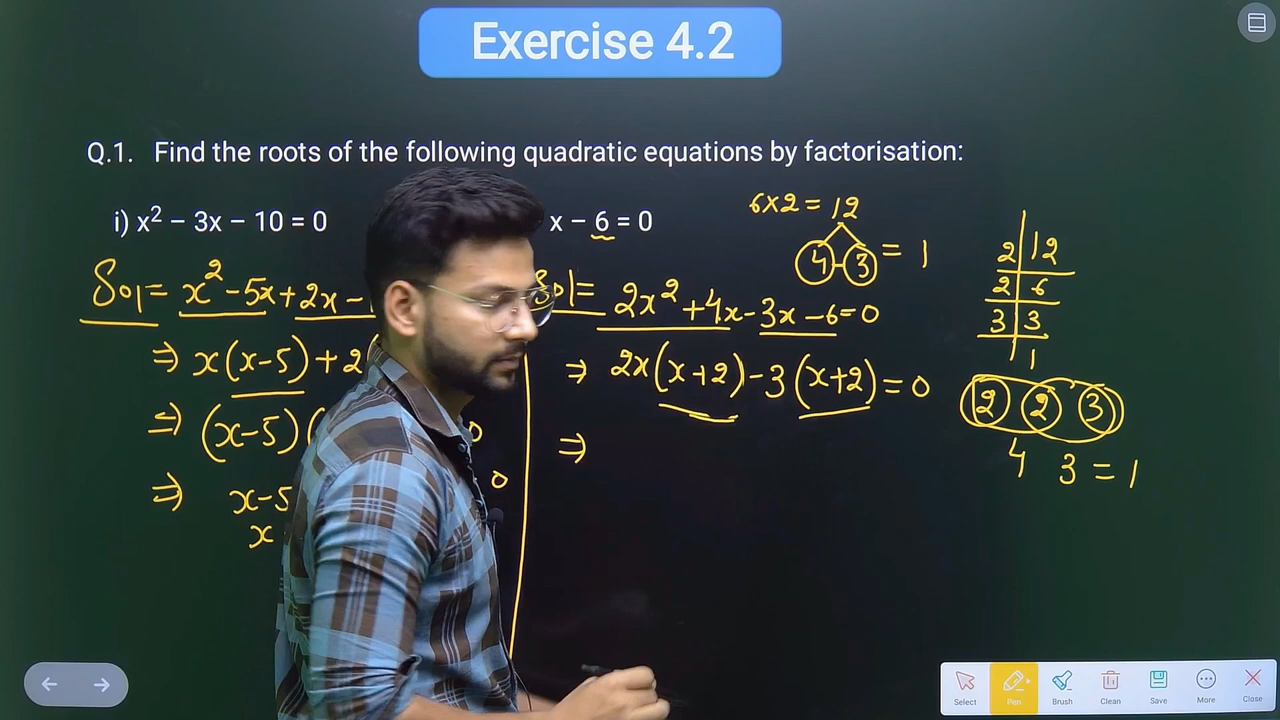 Exercise 4.2
Q.1. Find the roots of the following quadratic equations by factorisation:
i) x² − 3x − 10 = 0
x − 6 = 0
Sol= x² - 5x + 2x -
⇒ x(x-5) + 2(
⇒ (x-5)(
0
⇒ x-5
0
x
Sol= 2x² + 4x - 3x - 6 = 0
⇒ 2x(x+2) - 3(x+2) = 0
⇒
6×2 = 12
4 - 3 = 1
2 | 12
2 | 6
3 | 3
| 1
2 2 3
4 3 = 1
Select Pen Brush Clean Save More Close